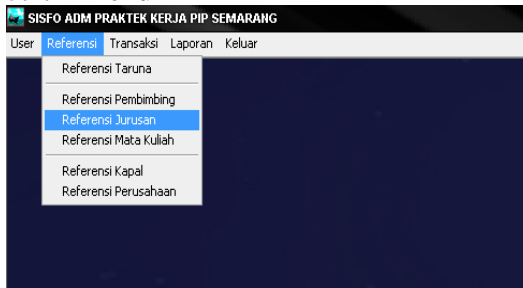 SISFO ADM PRAKTEK KERJA PIP SEMARANG
User Referensi Transaksi Laporan Keluar
Referensi Taruna
Referensi Pembimbing
Referensi Jurusan
Referensi Mata Kuliah
Referensi Kapal
Referensi Perusahaan